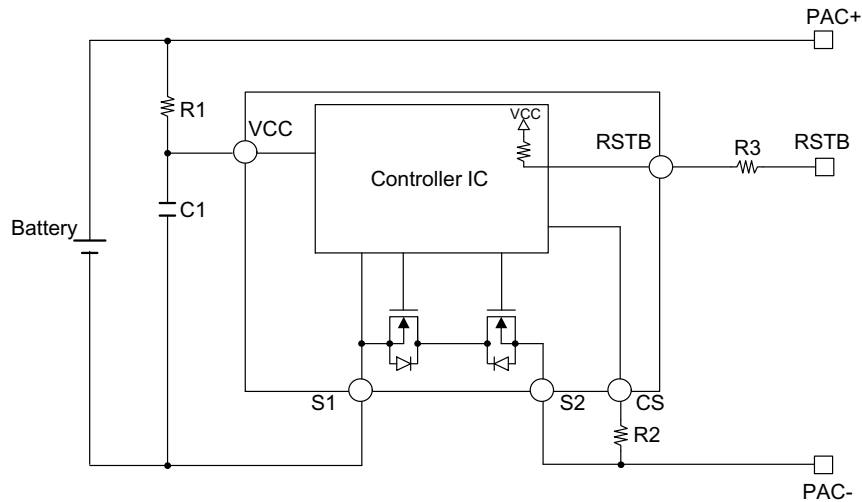 PAC+
R1
VCC
VCC
RSTB
R3
RSTB
Controller IC
C1
Battery
S1
S2
CS
R2
PAC-